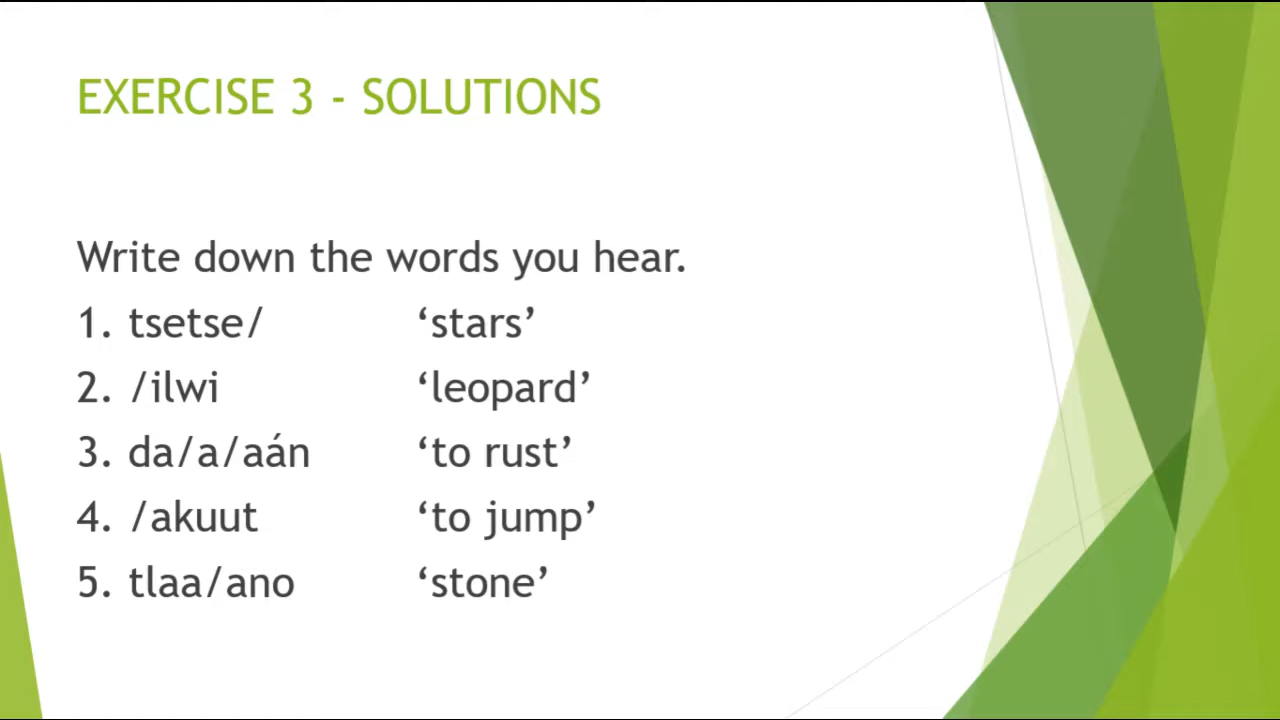 EXERCISE 3 - SOLUTIONS
Write down the words you hear.
1. tsetse/ ‘stars’
2. /ilwi ‘leopard’
3. da/a/aán ‘to rust’
4. /akuut ‘to jump’
5. tlaa/ano ‘stone’